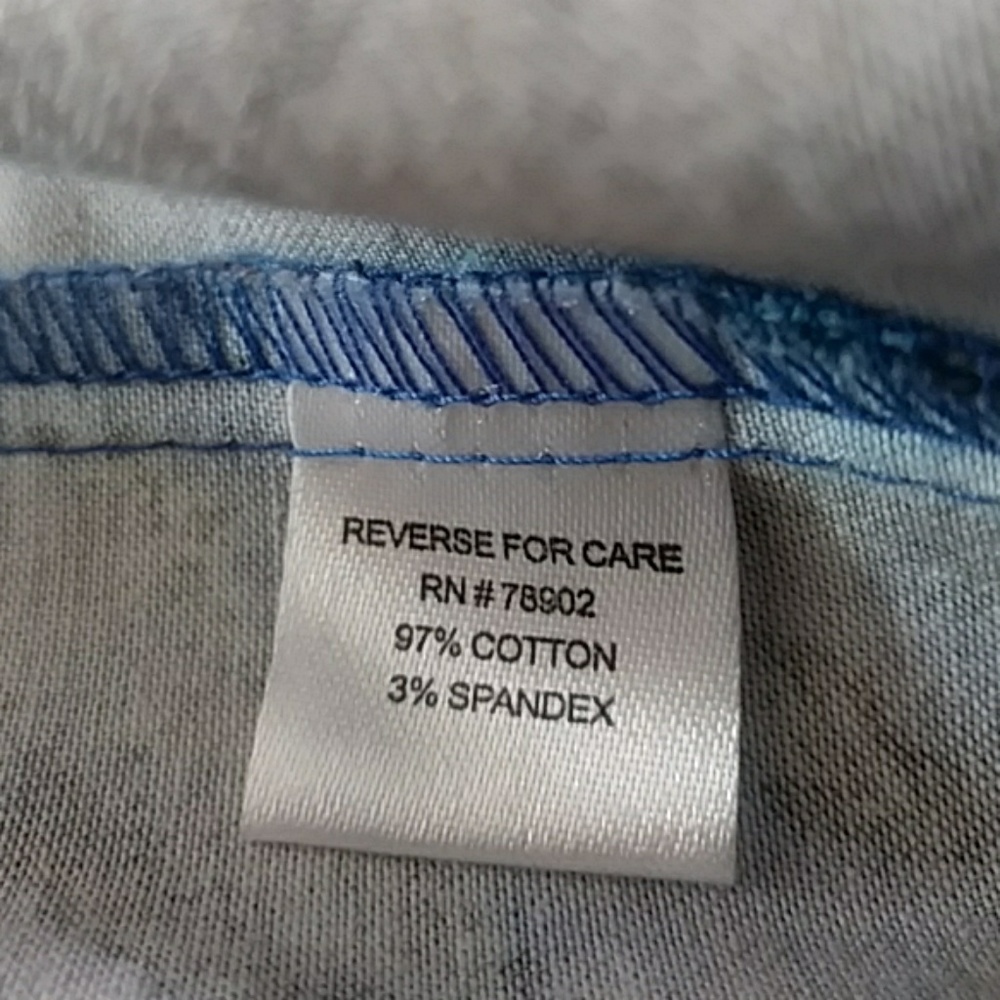 REVERSE FOR CARE
RN # 78902
97% COTTON
3% SPANDEX